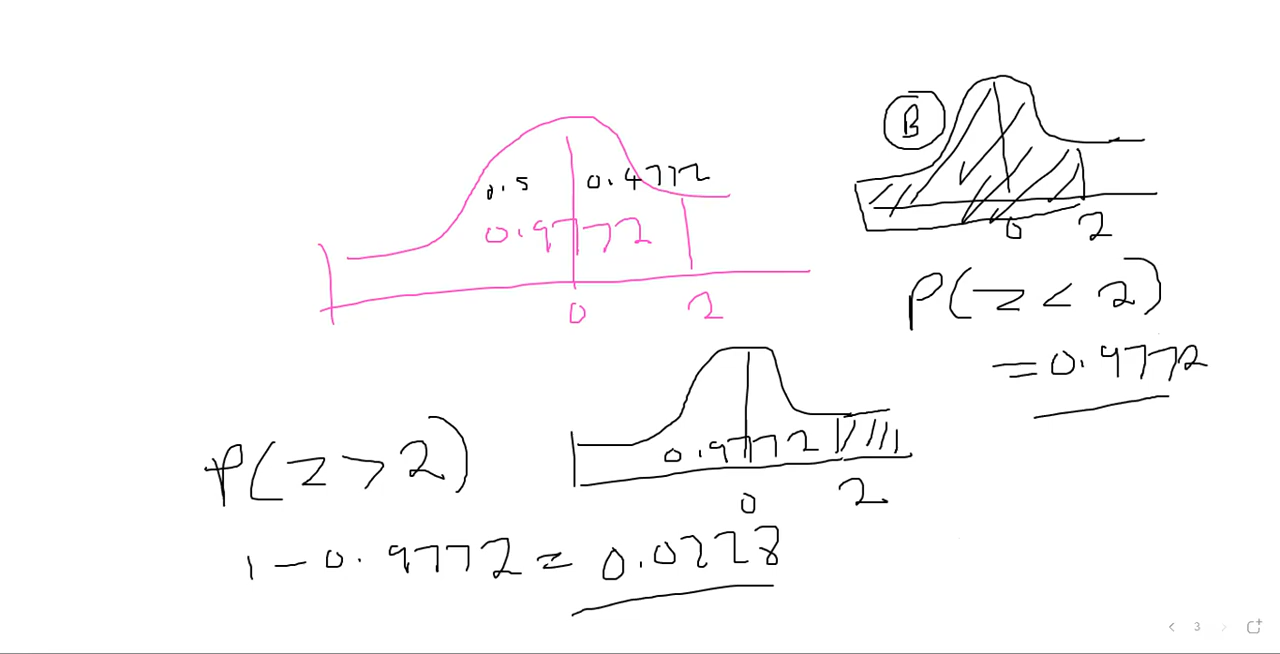 B
0.5 0.4772
0.9772
0 2
0 2
P(z < 2)
= 0.9772
P(z > 2)
0.9772
0 2
1 - 0.9772 = 0.0228
3